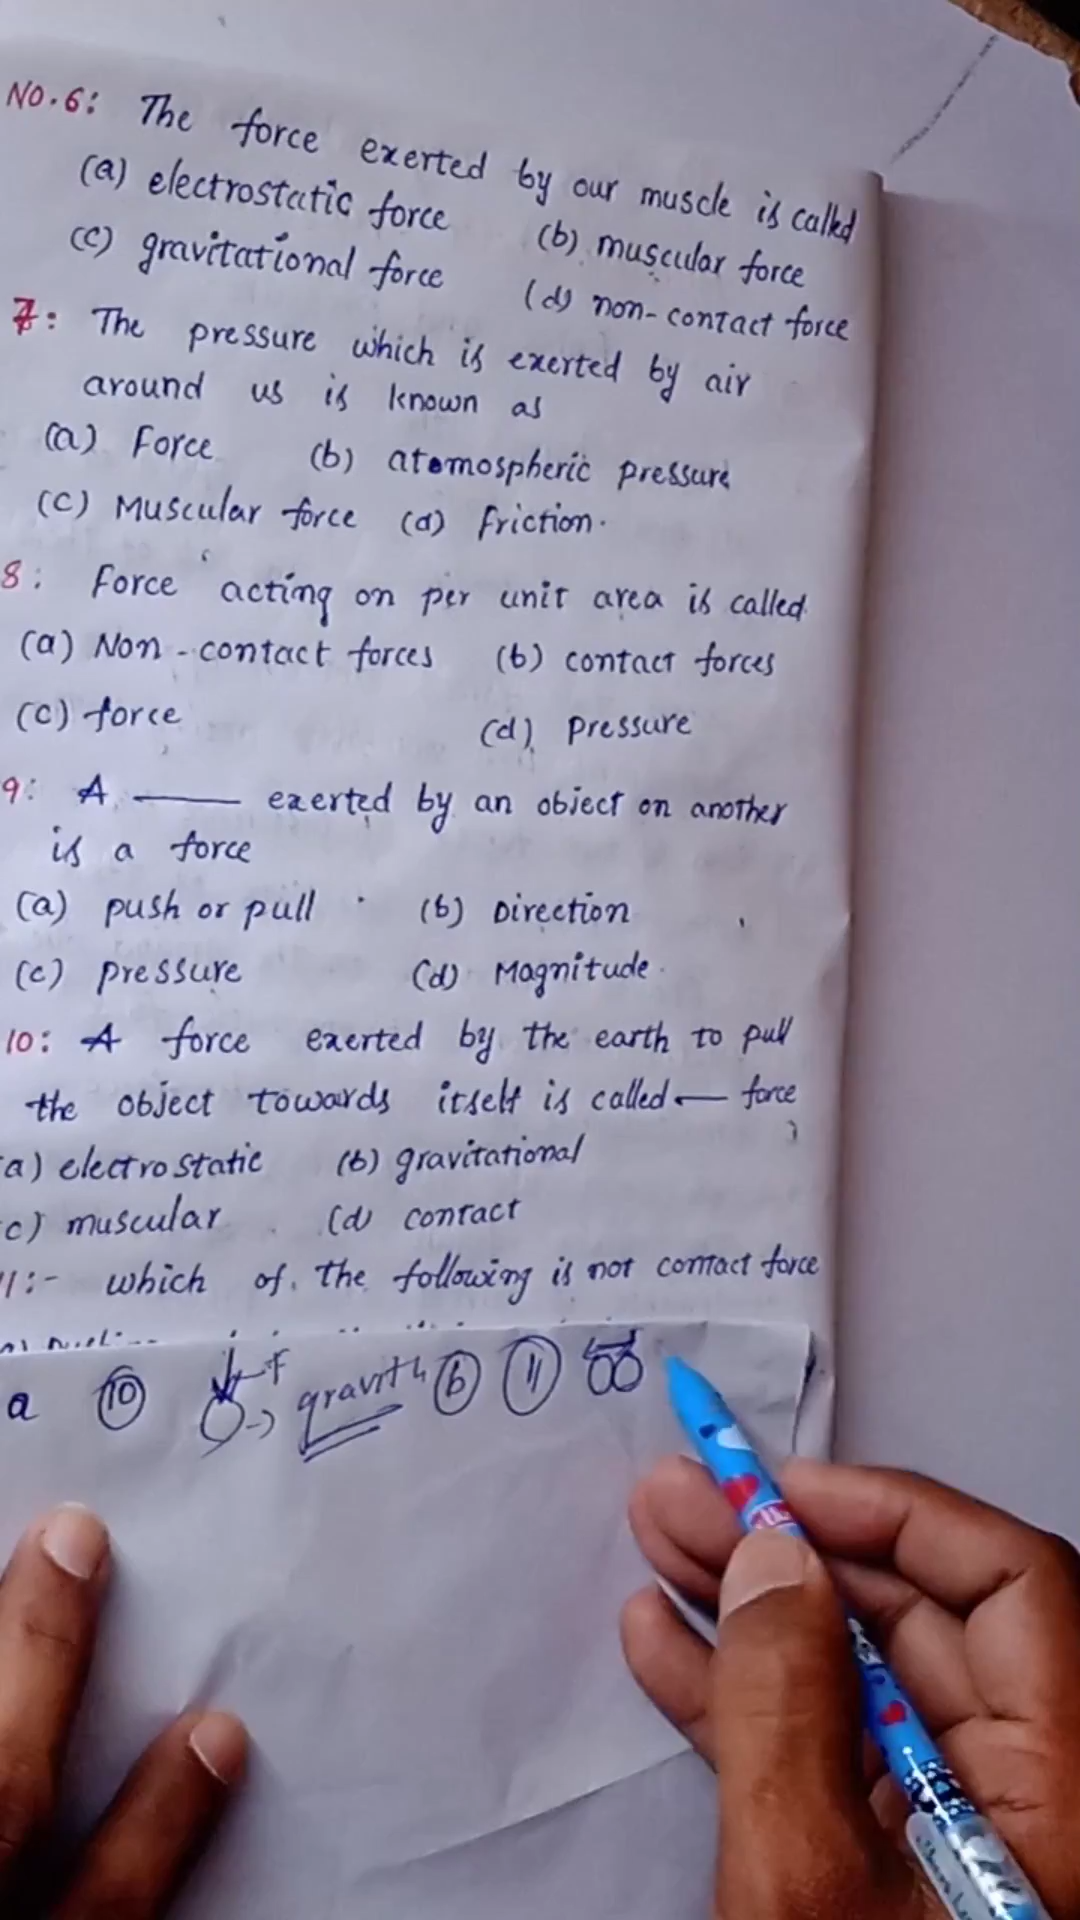 NO.6: The force exerted by our muscle is called
(a) electrostatic force (b) muscular force
(c) gravitational force (d) non-contact force
7: The pressure which is exerted by air
around us is known as
(a) Force (b) atomospheric pressure
(c) Muscular force (d) friction.
8: Force acting on per unit area is called
(a) Non-contact forces (b) contact forces
(c) force (d) Pressure
9: A —— exerted by an object on another
is a force
(a) push or pull (b) Direction
(c) pressure (d) Magnitude.
10: A force exerted by the earth to pull
the object towards itself is called — force
a) electrostatic (b) gravitational
c) muscular (d) contact
11:- which of the following is not contact force
a 10 F gravity b 11